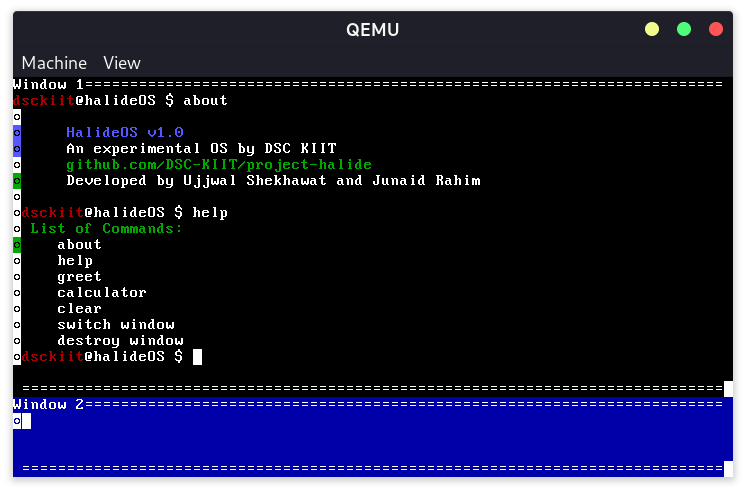 QEMU
Machine View
Window 1=======================================================================
dsckiit@halideOS $ about
HalideOS v1.0
An experimental OS by DSC KIIT
github.com/DSC-KIIT/project-halide
Developed by Ujjwal Shekhawat and Junaid Rahim
dsckiit@halideOS $ help
List of Commands:
about
help
greet
calculator
clear
switch window
destroy window
dsckiit@halideOS $
==============================================================================
Window 2=======================================================================
==============================================================================